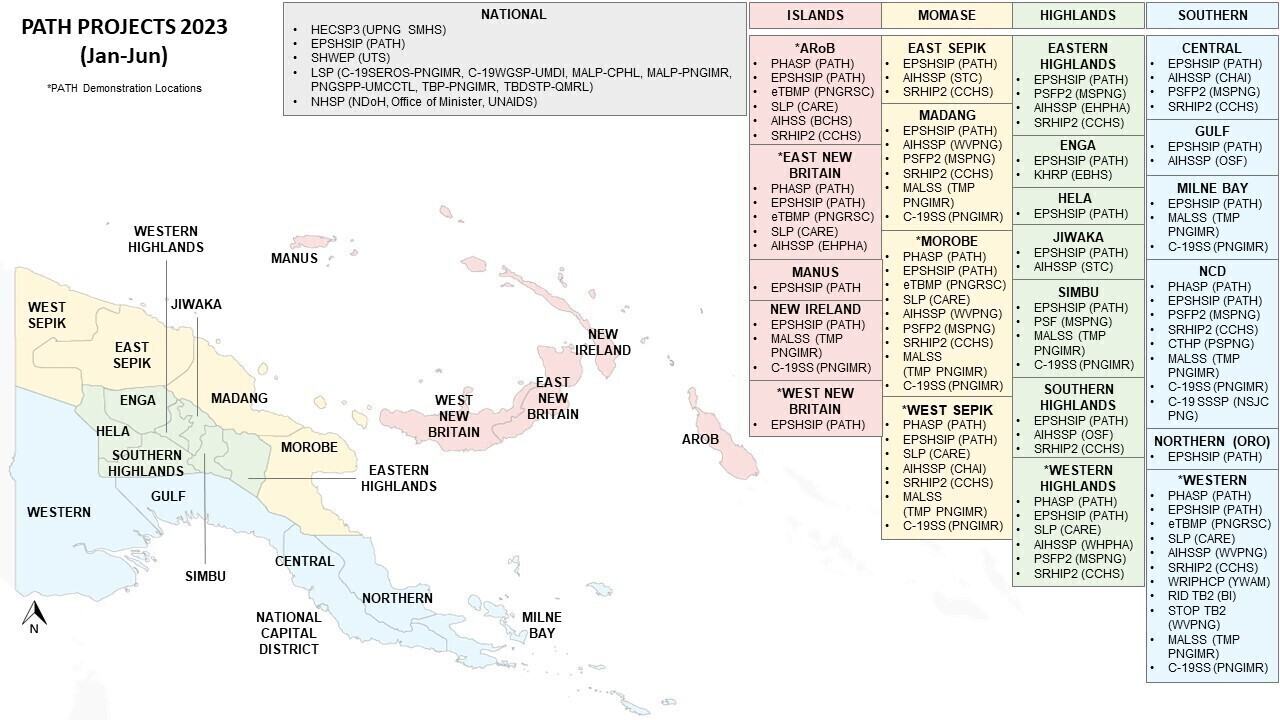 PATH PROJECTS 2023
(Jan-Jun)
*PATH Demonstration Locations
NATIONAL
• HECSP3 (UPNG SMHS)
• EPSHSIP (PATH)
• SHWEP (UTS)
• LSP (C-19SEROS-PNGIMR, C-19WGSP-UMDI, MALP-CPHL, MALP-PNGIMR,
PNGSPP-UMCCTL, TBP-PNGIMR, TBDSTP-QMRL)
• NHSP (NDoH, Office of Minister, UNAIDS)
ISLANDS
*ARoB
• PHASP (PATH)
• EPSHSIP (PATH)
• eTBMP (PNGRSC)
• SLP (CARE)
• AIHSS (BCHS)
• SRHIP2 (CCHS)
*EAST NEW
BRITAIN
• PHASP (PATH)
• EPSHSIP (PATH)
• eTBMP (PNGRSC)
• SLP (CARE)
• AIHSSP (EHPHA)
MANUS
• EPSHSIP (PATH
NEW IRELAND
• EPSHSIP (PATH)
• MALSS (TMP
PNGIMR)
• C-19SS (PNGIMR)
*WEST NEW
BRITAIN
• EPSHSIP (PATH)
MOMASE
EAST SEPIK
• EPSHSIP (PATH)
• AIHSSP (STC)
• SRHIP2 (CCHS)
MADANG
• EPSHSIP (PATH)
• AIHSSP (WVPNG)
• PSFP2 (MSPNG)
• SRHIP2 (CCHS)
• MALSS (TMP
PNGIMR)
• C-19SS (PNGIMR)
*MOROBE
• PHASP (PATH)
• EPSHSIP (PATH)
• eTBMP (PNGRSC)
• SLP (CARE)
• AIHSSP (WVPNG)
• PSFP2 (MSPNG)
• SRHIP2 (CCHS)
• MALSS
(TMP PNGIMR)
• C-19SS (PNGIMR)
*WEST SEPIK
• PHASP (PATH)
• EPSHSIP (PATH)
• SLP (CARE)
• AIHSSP (CHAI)
• SRHIP2 (CCHS)
• MALSS
(TMP PNGIMR)
• C-19SS (PNGIMR)
HIGHLANDS
EASTERN
HIGHLANDS
• EPSHSIP (PATH)
• PSFP2 (MSPNG)
• AIHSSP (EHPHA)
• SRHIP2 (CCHS)
ENGA
• EPSHSIP (PATH)
• KHRP (EBHS)
HELA
• EPSHSIP (PATH)
JIWAKA
• EPSHSIP (PATH)
• AIHSSP (STC)
SIMBU
• EPSHSIP (PATH)
• PSF (MSPNG)
• MALSS (TMP
PNGIMR)
• C-19SS (PNGIMR)
SOUTHERN
HIGHLANDS
• EPSHSIP (PATH)
• AIHSSP (OSF)
• SRHIP2 (CCHS)
*WESTERN
HIGHLANDS
• PHASP (PATH)
• EPSHSIP (PATH)
• SLP (CARE)
• AIHSSP (WHPHA)
• PSFP2 (MSPNG)
• SRHIP2 (CCHS)
SOUTHERN
CENTRAL
• EPSHSIP (PATH)
• AIHSSP (CHAI)
• PSFP2 (MSPNG)
• SRHIP2 (CCHS)
GULF
• EPSHSIP (PATH)
• AIHSSP (OSF)
MILNE BAY
• EPSHSIP (PATH)
• MALSS (TMP
PNGIMR)
• C-19SS (PNGIMR)
NCD
• PHASP (PATH)
• EPSHSIP (PATH)
• PSFP2 (MSPNG)
• SRHIP2 (CCHS)
• CTHP (PSPNG)
• MALSS (TMP
PNGIMR)
• C-19SS (PNGIMR)
• C-19 SSSP (NSJC
PNG)
NORTHERN (ORO)
• EPSHSIP (PATH)
*WESTERN
• PHASP (PATH)
• EPSHSIP (PATH)
• eTBMP (PNGRSC)
• SLP (CARE)
• AIHSSP (WVPNG)
• SRHIP2 (CCHS)
• WRIPHCP (YWAM)
• RID TB2 (BI)
• STOP TB2
(WVPNG)
• MALSS (TMP
PNGIMR)
• C-19SS (PNGIMR)
WESTERN
HIGHLANDS
MANUS
JIWAKA
WEST
SEPIK
EAST
SEPIK
NEW
IRELAND
ENGA
MADANG
WEST
NEW
BRITAIN
EAST
NEW
BRITAIN
HELA
MOROBE
AROB
SOUTHERN
HIGHLANDS
EASTERN
HIGHLANDS
GULF
WESTERN
SIMBU
CENTRAL
NORTHERN
NATIONAL
CAPITAL
DISTRICT
MILNE
BAY
N